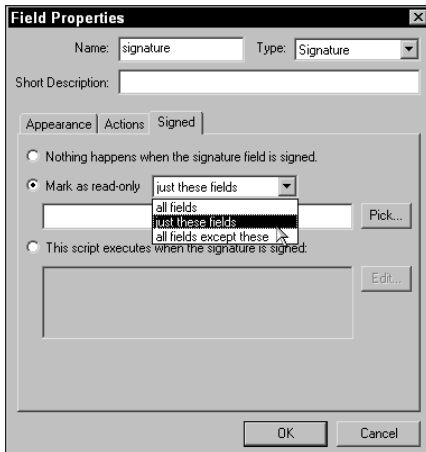 Field Properties
Name: signature Type: Signature
Short Description:
Appearance Actions Signed
Nothing happens when the signature field is signed.
Mark as read-only just these fields
all fields
just these fields Pick...
all fields except these
This script executes when the signature is signed:
Edit...
OK Cancel